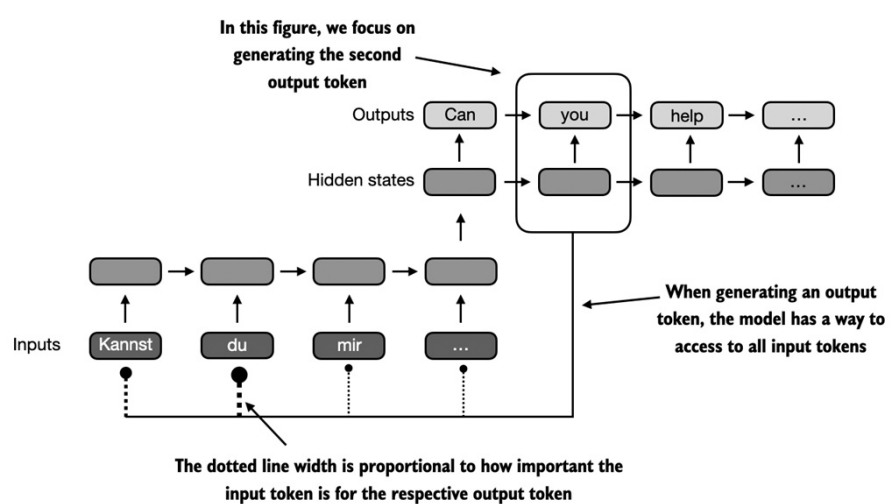 In this figure, we focus on
generating the second
output token
Outputs
Can
you
help
...
Hidden states
...
When generating an output
token, the model has a way to
access to all input tokens
Inputs
Kannst
du
mir
...
The dotted line width is proportional to how important the
input token is for the respective output token